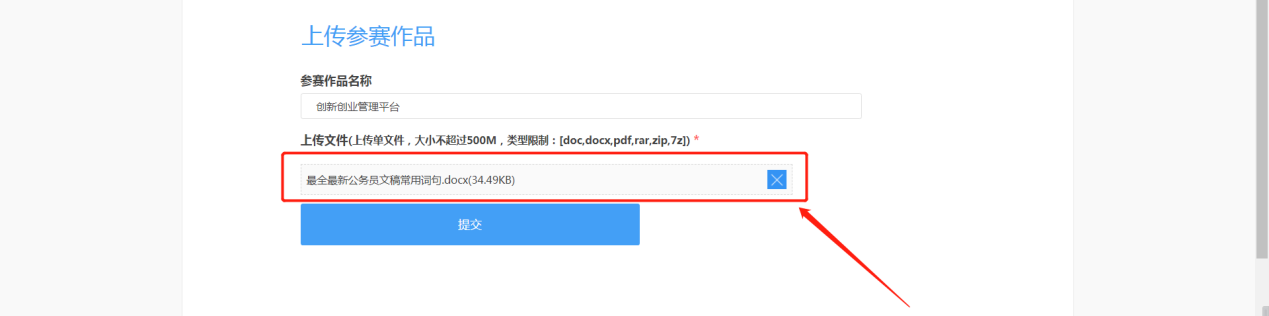 上传参赛作品
参赛作品名称
创新创业管理平台
上传文件(上传单文件，大小不超过500M，类型限制：[doc,docx,pdf,rar,zip,7z]) *
最全最新公务员文稿常用词句.docx(34.49KB)
提交